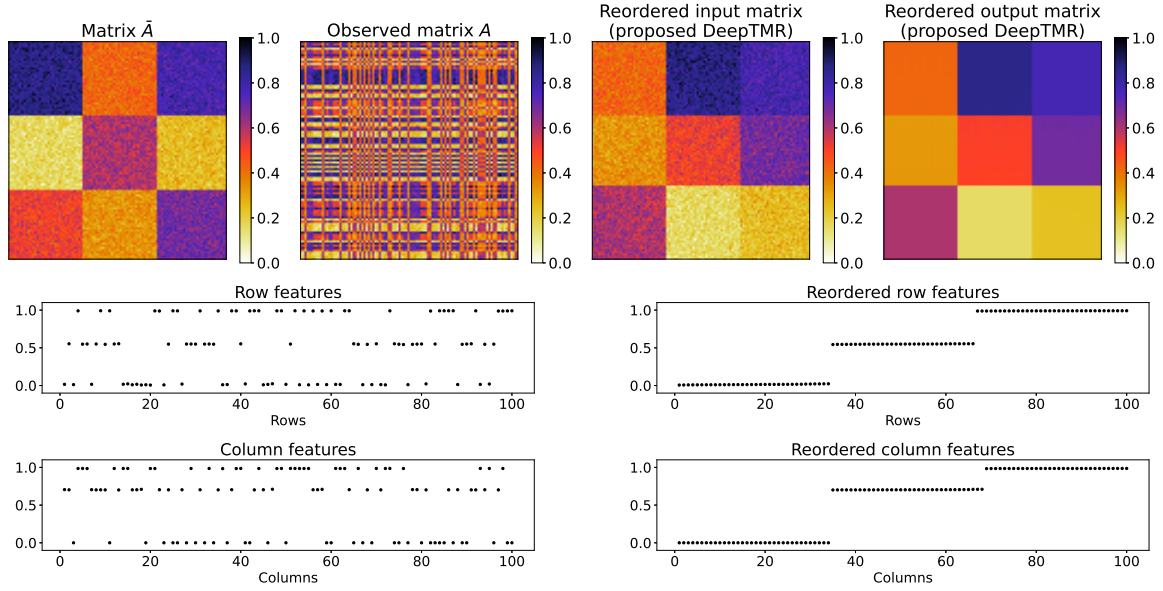 Matrix Ā
1.0
0.8
0.6
0.4
0.2
0.0
Observed matrix A
1.0
0.8
0.6
0.4
0.2
0.0
Reordered input matrix
(proposed DeepTMR)
1.0
0.8
0.6
0.4
0.2
0.0
Reordered output matrix
(proposed DeepTMR)
1.0
0.8
0.6
0.4
0.2
0.0
Row features
1.0
0.5
0.0
0 20 40 60 80 100
Rows
Reordered row features
1.0
0.5
0.0
0 20 40 60 80 100
Rows
Column features
1.0
0.5
0.0
0 20 40 60 80 100
Columns
Reordered column features
1.0
0.5
0.0
0 20 40 60 80 100
Columns